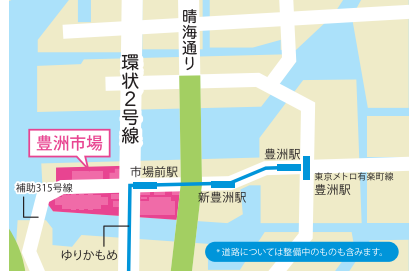 晴海通り
環状2号線
豊洲市場
豊洲駅
市場前駅
東京メトロ有楽町線
豊洲駅
新豊洲駅
補助315号線
ゆりかもめ
*道路については整備中のものも含みます。